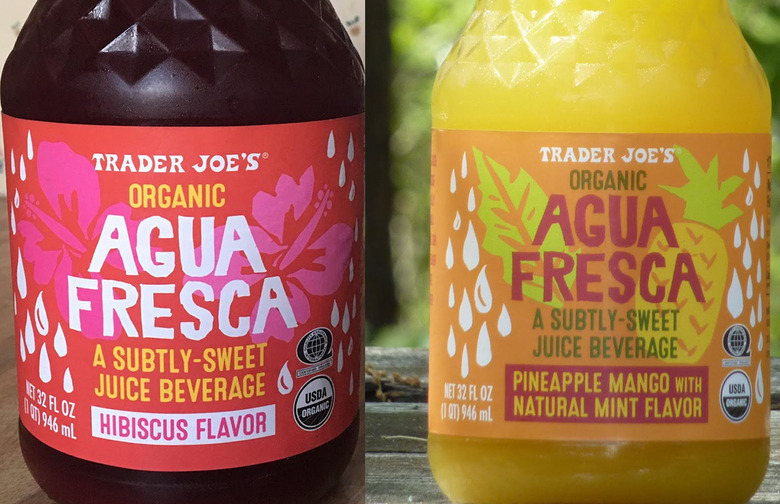 TRADER JOE'S®
ORGANIC
AGUA
FRESCA
A SUBTLY-SWEET
JUICE BEVERAGE
HIBISCUS FLAVOR
NET 32 FL OZ
(1 QT) 946 mL
USDA
ORGANIC
TRADER JOE'S
ORGANIC
AGUA
FRESCA
A SUBTLY-SWEET
JUICE BEVERAGE
PINEAPPLE MANGO WITH
NATURAL MINT FLAVOR
NET 32 FL OZ
(1 QT) 946 mL
USDA
ORGANIC